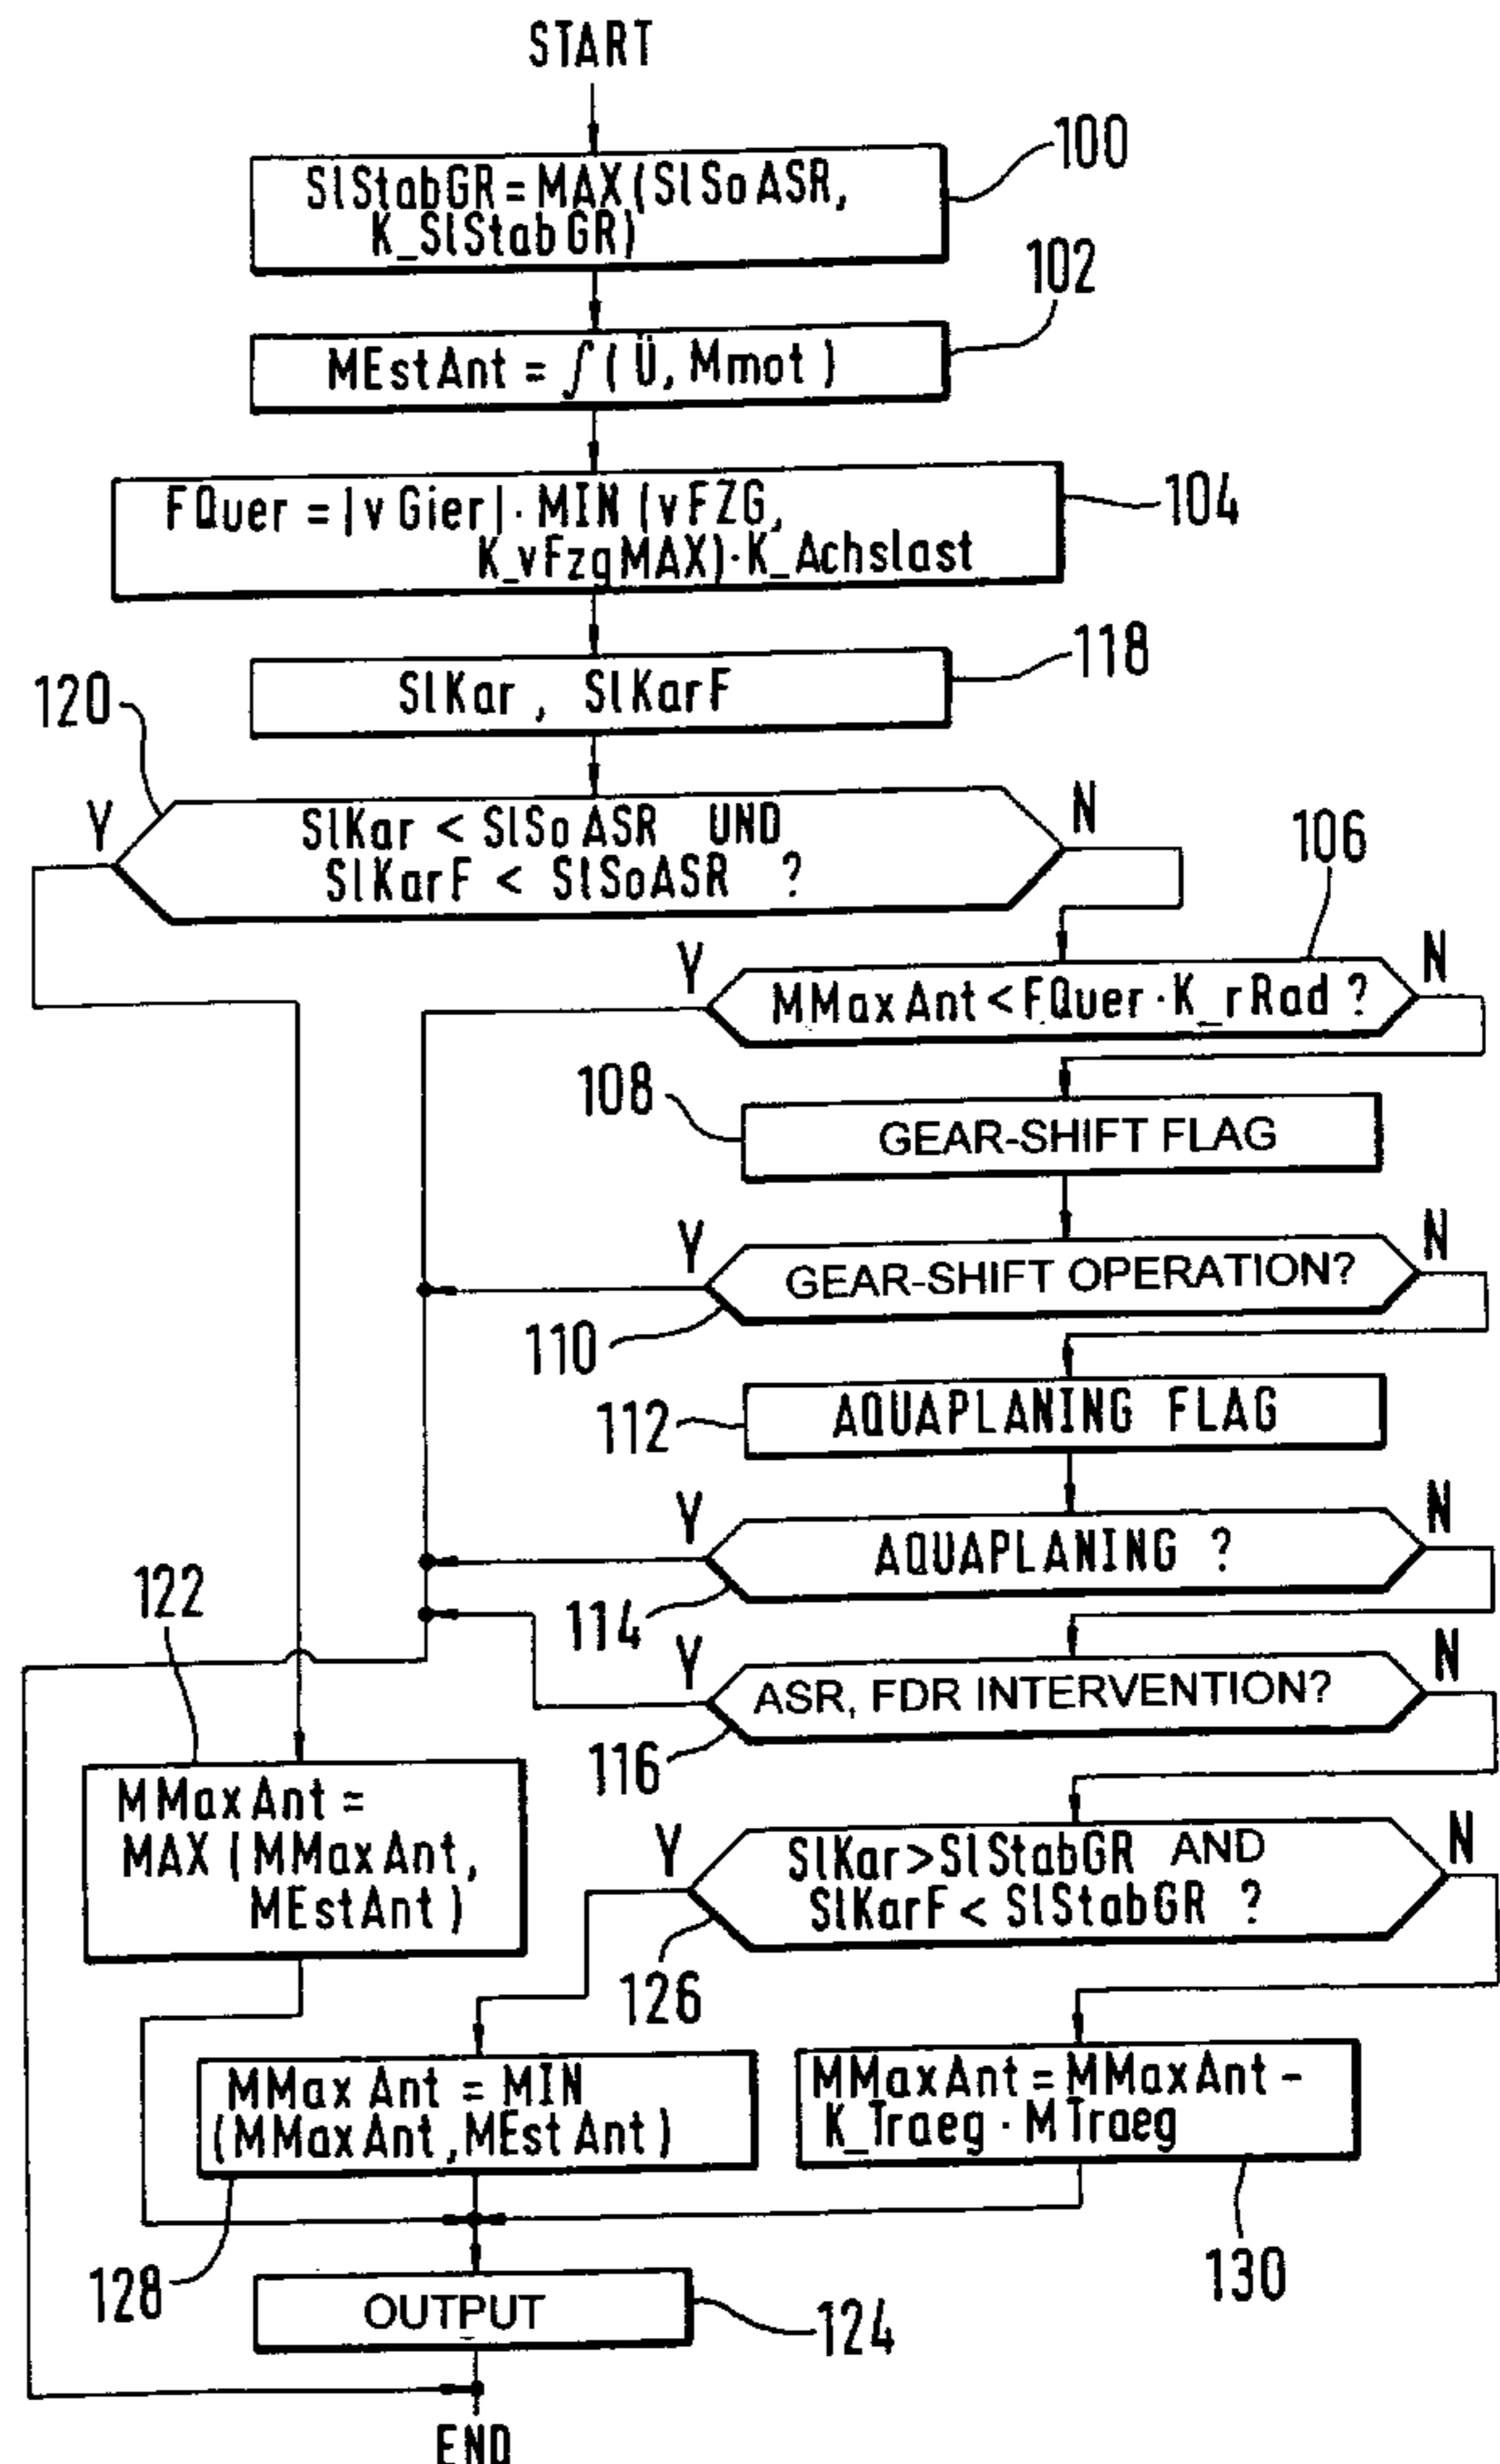 START
100
SlStabGR = MAX (SlSoASR,
K_SlStabGR)
102
MEstAnt = ∫ ( Ü, Mmot )
104
FQuer = |vGier| · MIN (vFZG,
K_vFzgMAX) · K_Achslast
118
SlKar , SlKarF
120
Y
N
SlKar < SlSoASR UND
SlKarF < SlSoASR ?
106
Y
N
MMaxAnt < FQuer · K_rRad ?
108
GEAR-SHIFT FLAG
Y
N
GEAR-SHIFT OPERATION?
110
112
AQUAPLANING FLAG
Y
N
AQUAPLANING ?
114
122
Y
N
ASR, FDR INTERVENTION?
116
MMaxAnt =
MAX (MMaxAnt,
MEstAnt)
Y
N
SlKar > SlStabGR AND
SlKarF < SlStabGR ?
126
MMaxAnt = MIN
(MMaxAnt, MEstAnt)
MMaxAnt = MMaxAnt -
K_Traeg · MTraeg
128
130
OUTPUT
124
END